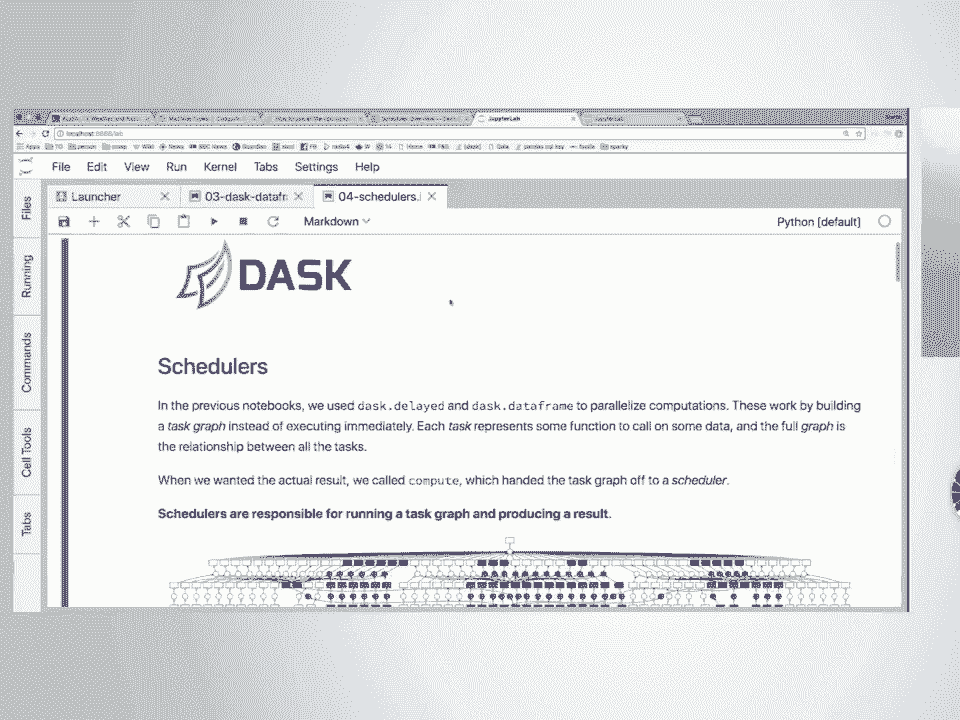 JupyterLab
localhost:8888/lab
File Edit View Run Kernel Tabs Settings Help
Launcher 03-dask-datafr 04-schedulers.
Markdown Python [default]
Files
Running
Commands
Cell Tools
Tabs
DASK
Schedulers
In the previous notebooks, we used dask.delayed and dask.dataframe to parallelize computations. These work by building
a task graph instead of executing immediately. Each task represents some function to call on some data, and the full graph is
the relationship between all the tasks.
When we wanted the actual result, we called compute, which handed the task graph off to a scheduler.
Schedulers are responsible for running a task graph and producing a result.